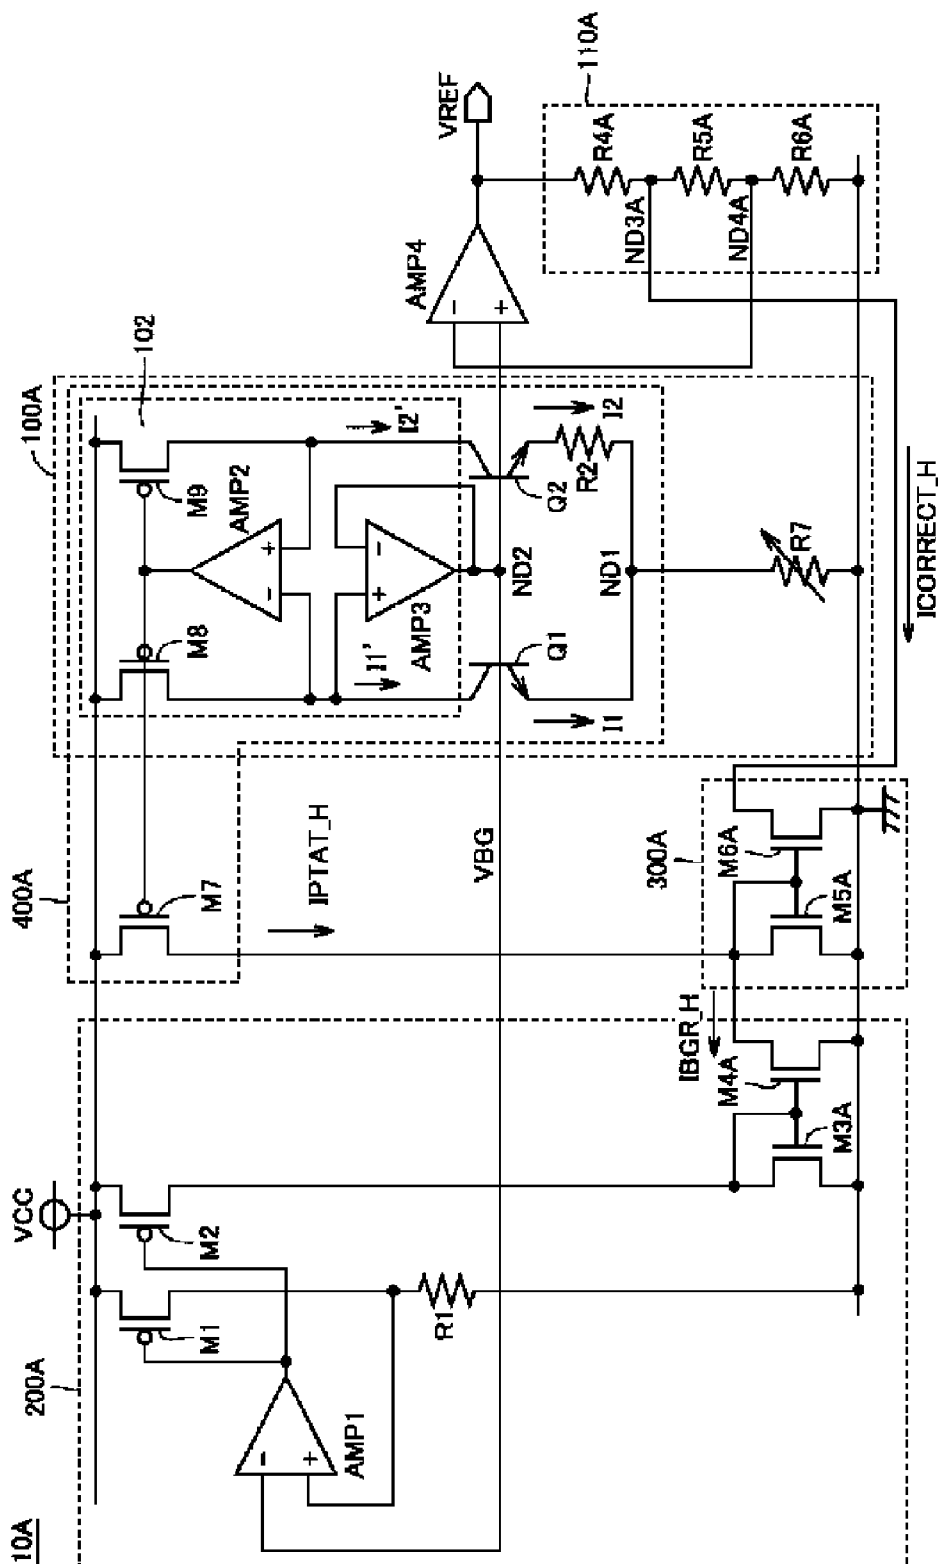 10A
200A
VCC
400A
100A
102
M1
M2
M7
M8
M9
AMP2
-
+
AMP1
-
+
R1
IPTAT_H
I1'
I2'
+
-
AMP3
VBG
ND2
Q1
Q2
I1
I2
R2
ND1
AMP4
-
+
VREF
110A
R4A
ND3A
R5A
ND4A
R6A
IBGR_H
M4A
M3A
300A
M6A
M5A
R7
ICORRECT_H